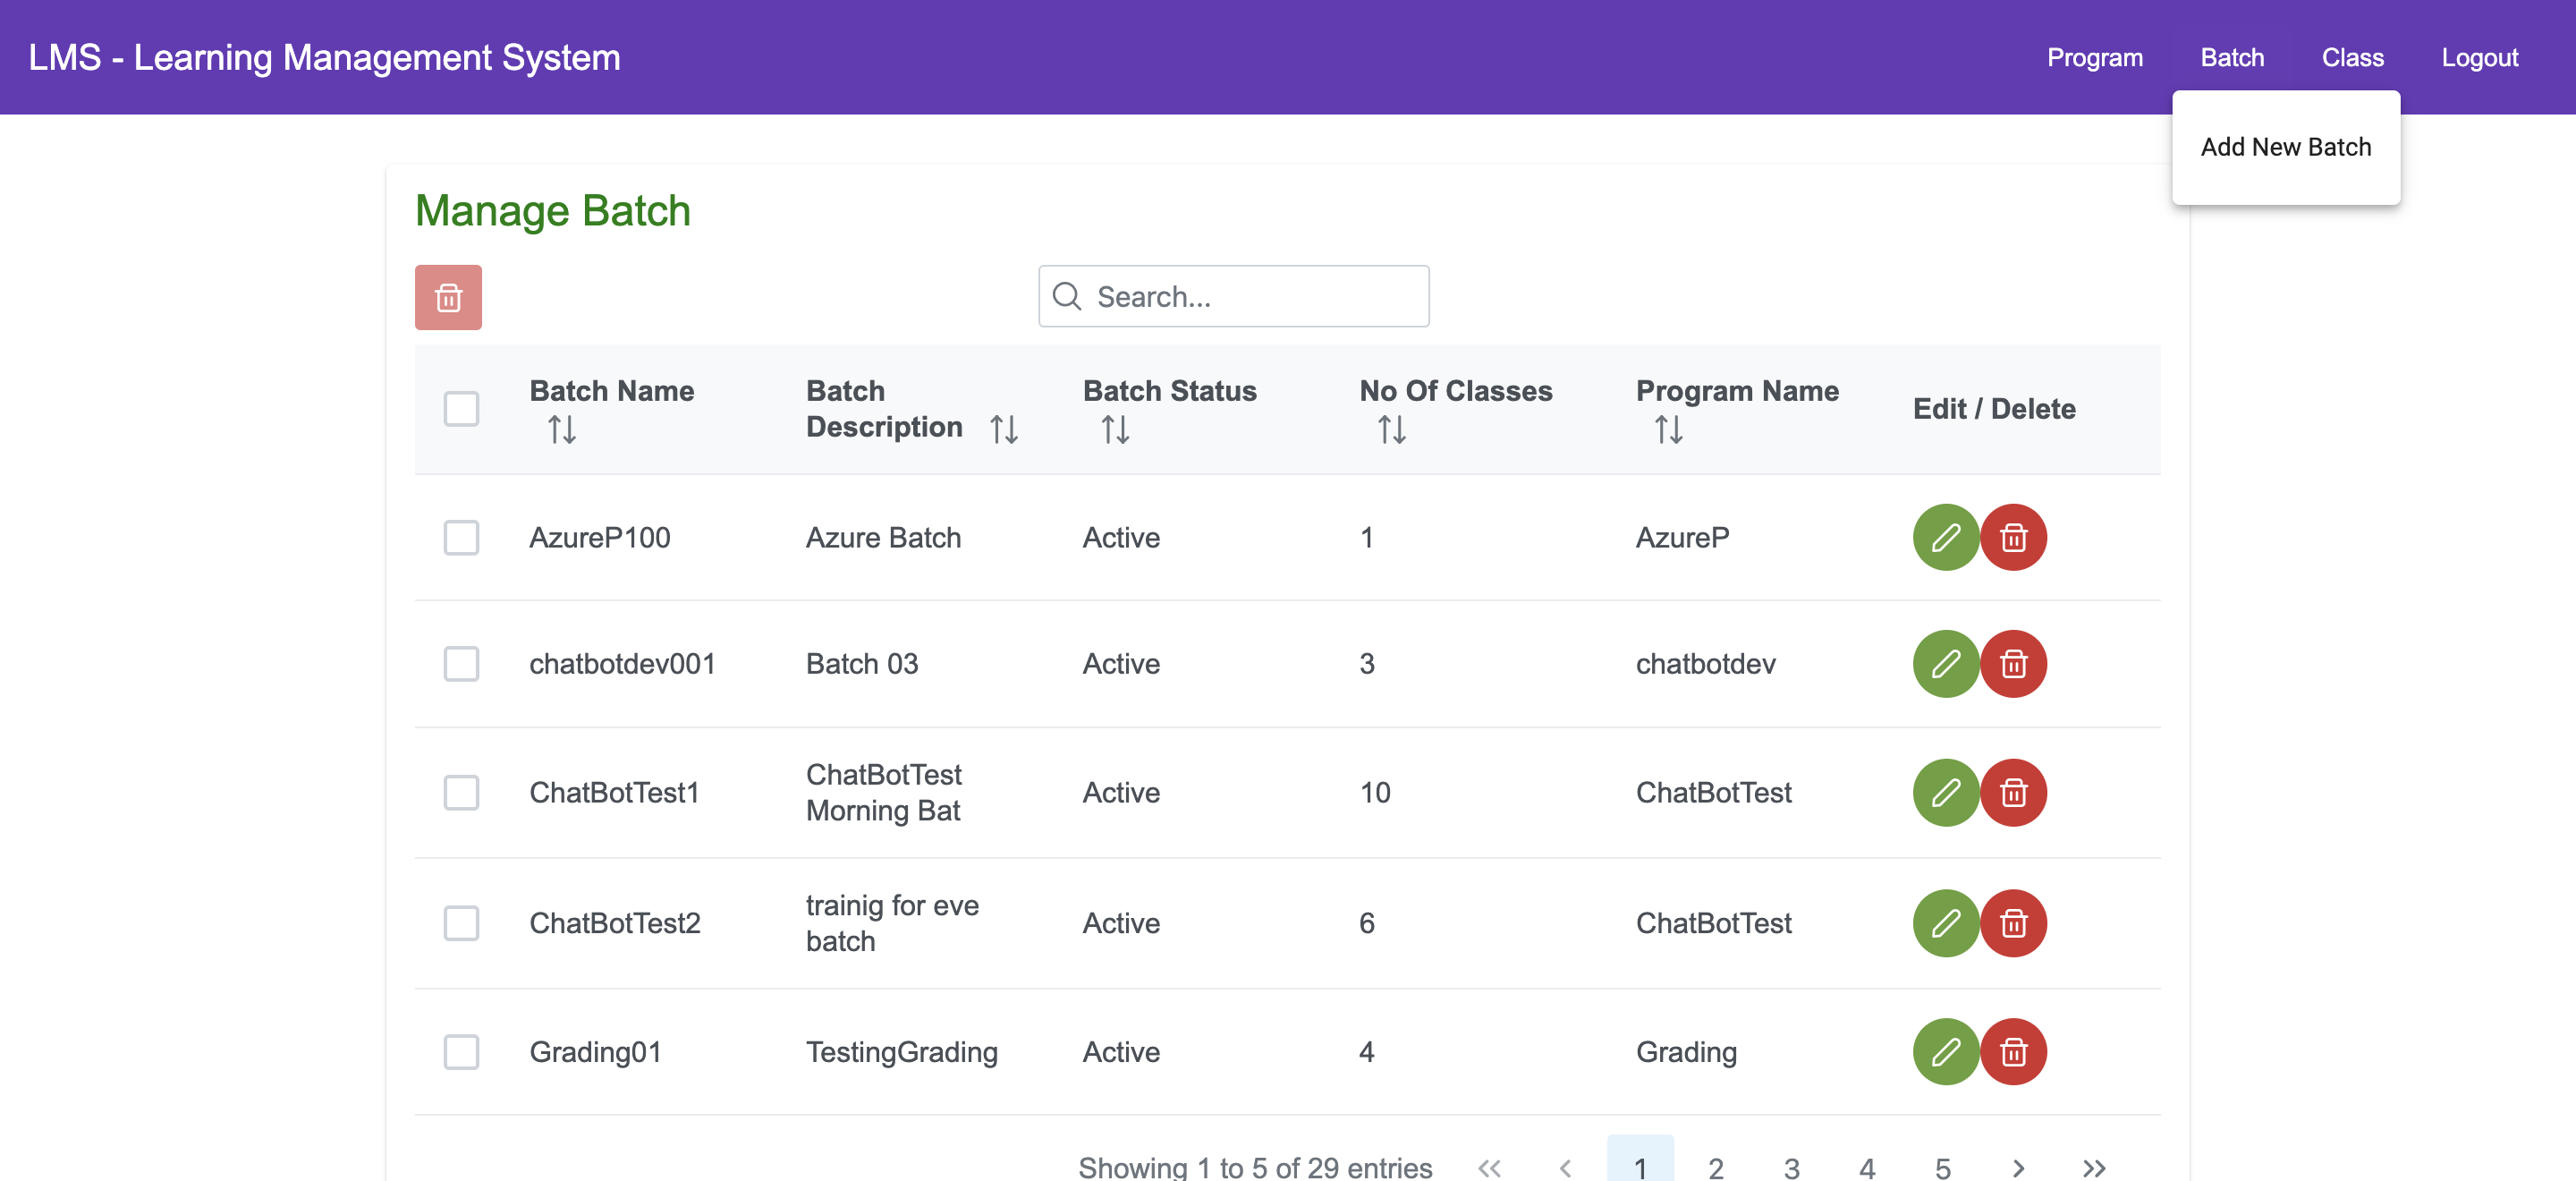 LMS - Learning Management System
Program Batch Class Logout
Add New Batch
Manage Batch
Search...
Batch Name Batch Description Batch Status No Of Classes Program Name Edit / Delete
AzureP100 Azure Batch Active 1 AzureP
chatbotdev001 Batch 03 Active 3 chatbotdev
ChatBotTest1 ChatBotTest Morning Bat Active 10 ChatBotTest
ChatBotTest2 trainig for eve batch Active 6 ChatBotTest
Grading01 TestingGrading Active 4 Grading
Showing 1 to 5 of 29 entries << < 1 2 3 4 5 > >>